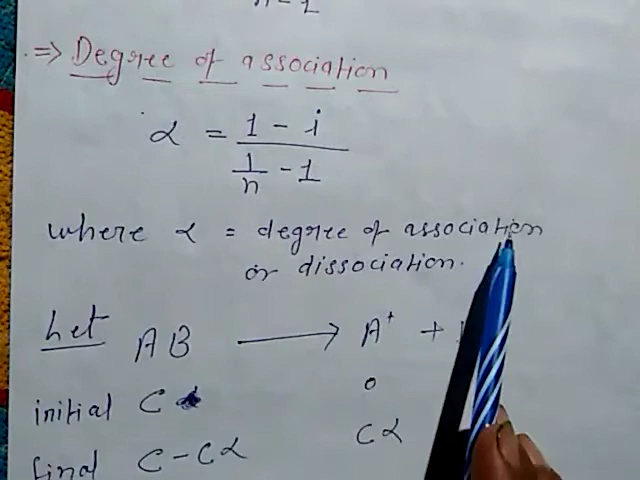 n-1
⇒ Degree of association
α = (1 - i) / (1/n - 1)
where α = degree of association
or dissociation.
Let AB ⟶ A⁺ +
initial C 0
final C-Cα Cα